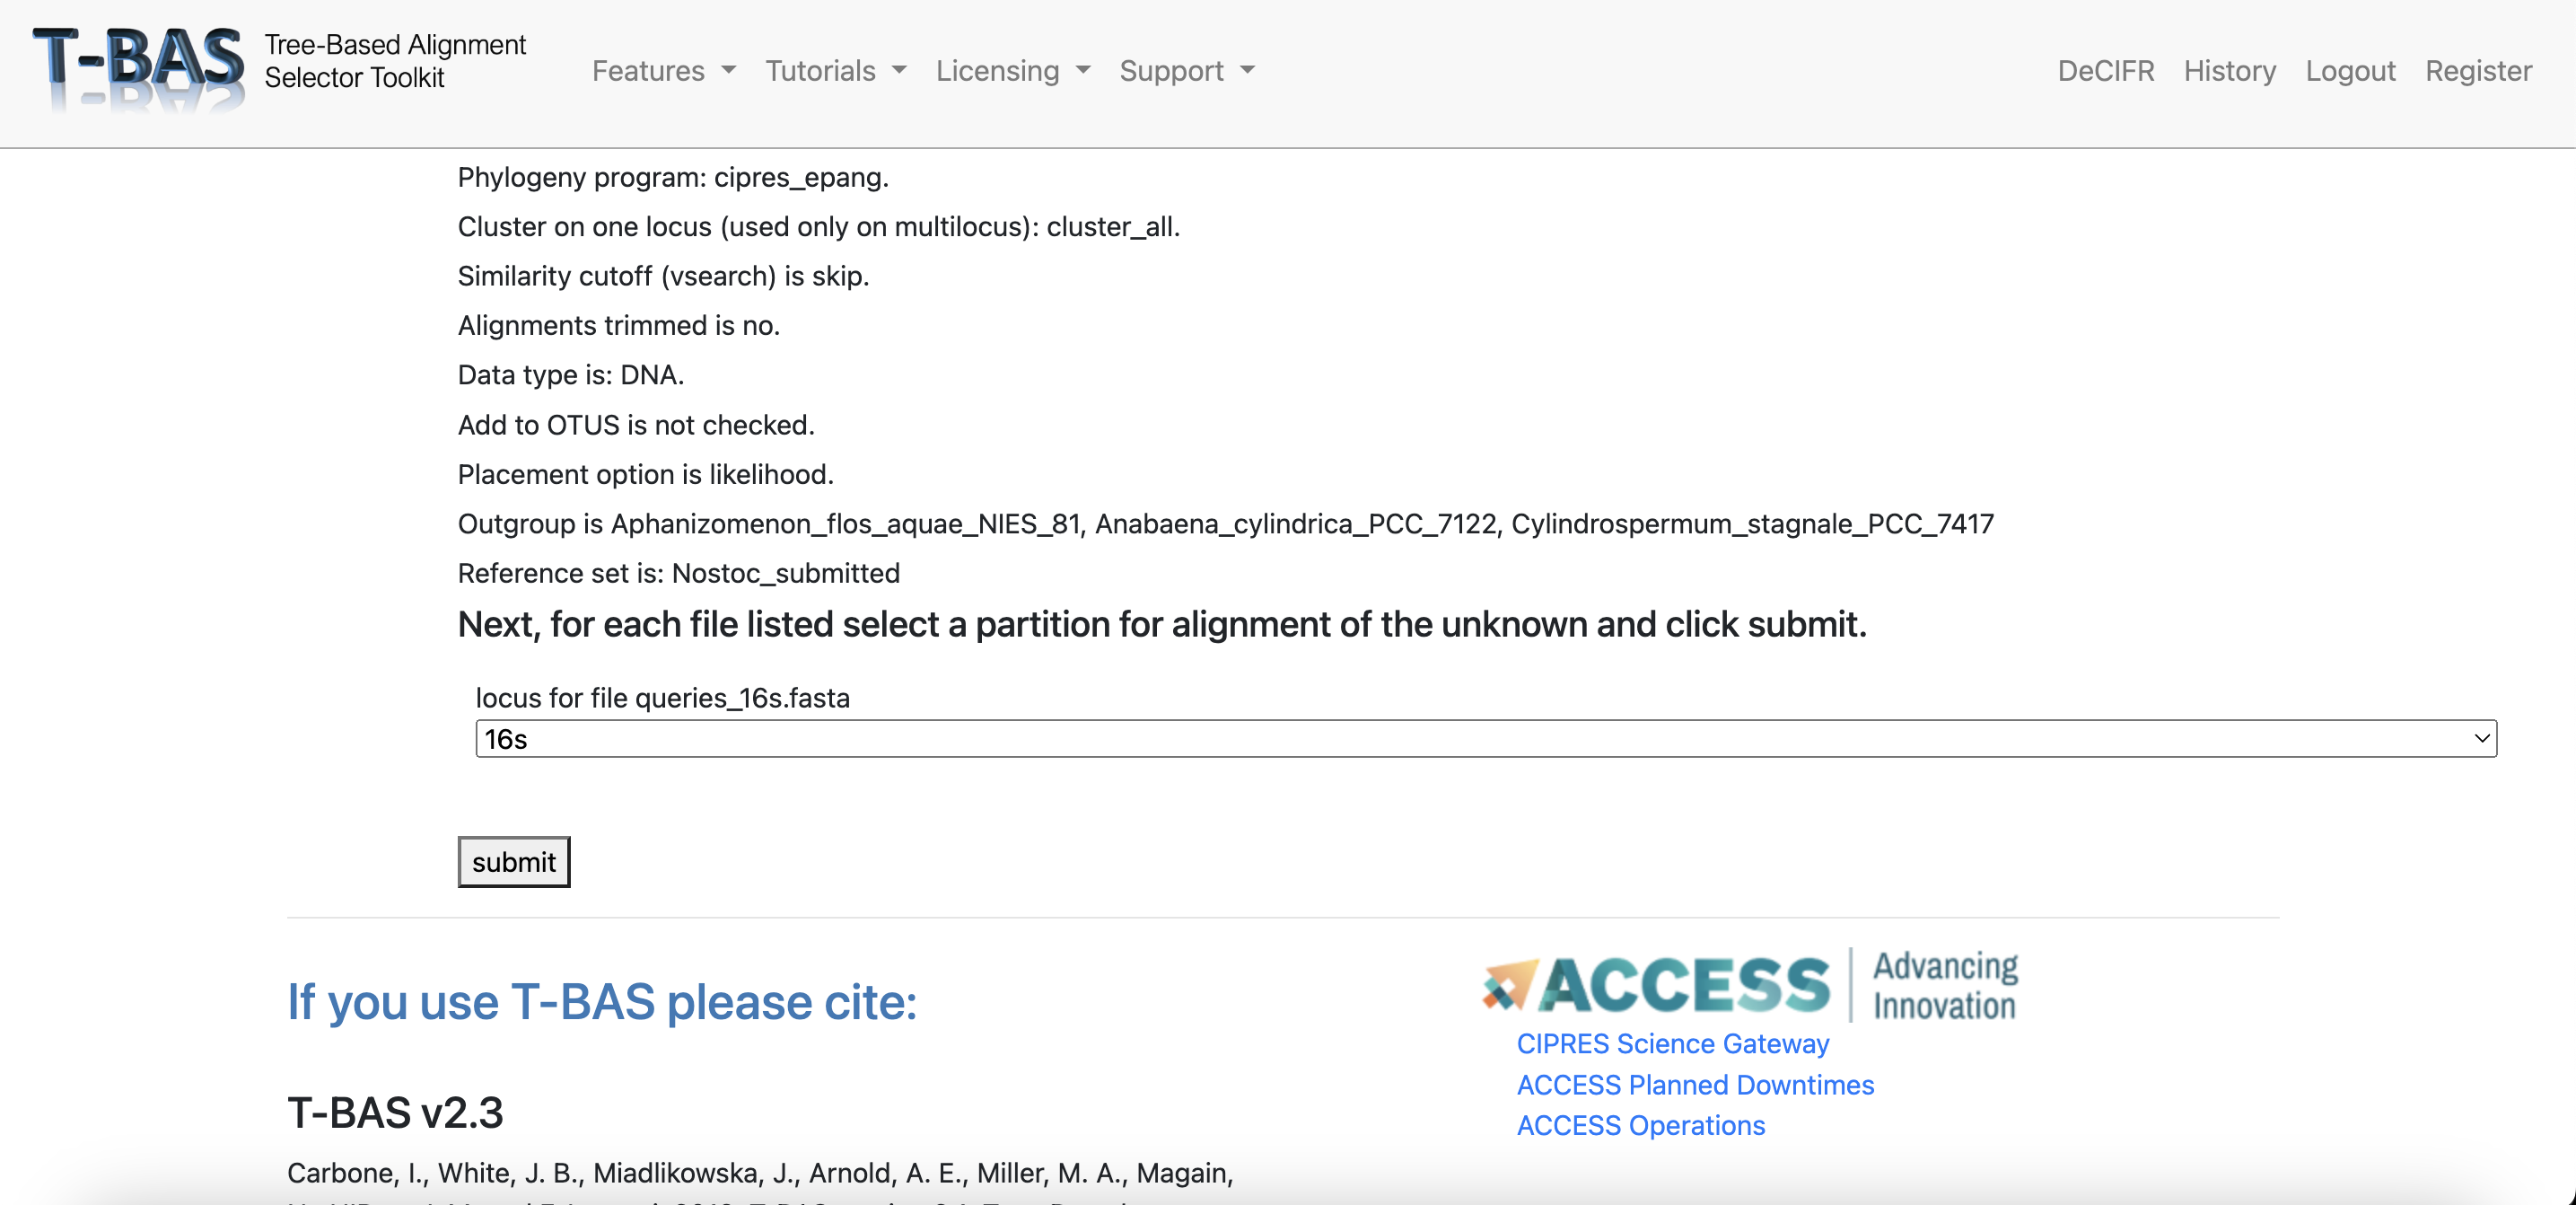 T-BAS
Tree-Based Alignment
Selector Toolkit
Features
Tutorials
Licensing
Support
DeCIFR
History
Logout
Register
Phylogeny program: cipres_epang.
Cluster on one locus (used only on multilocus): cluster_all.
Similarity cutoff (vsearch) is skip.
Alignments trimmed is no.
Data type is: DNA.
Add to OTUS is not checked.
Placement option is likelihood.
Outgroup is Aphanizomenon_flos_aquae_NIES_81, Anabaena_cylindrica_PCC_7122, Cylindrospermum_stagnale_PCC_7417
Reference set is: Nostoc_submitted
Next, for each file listed select a partition for alignment of the unknown and click submit.
locus for file queries_16s.fasta
16s
submit
If you use T-BAS please cite:
T-BAS v2.3
Carbone, I., White, J. B., Miadlikowska, J., Arnold, A. E., Miller, M. A., Magain,
ACCESS
Advancing
Innovation
CIPRES Science Gateway
ACCESS Planned Downtimes
ACCESS Operations